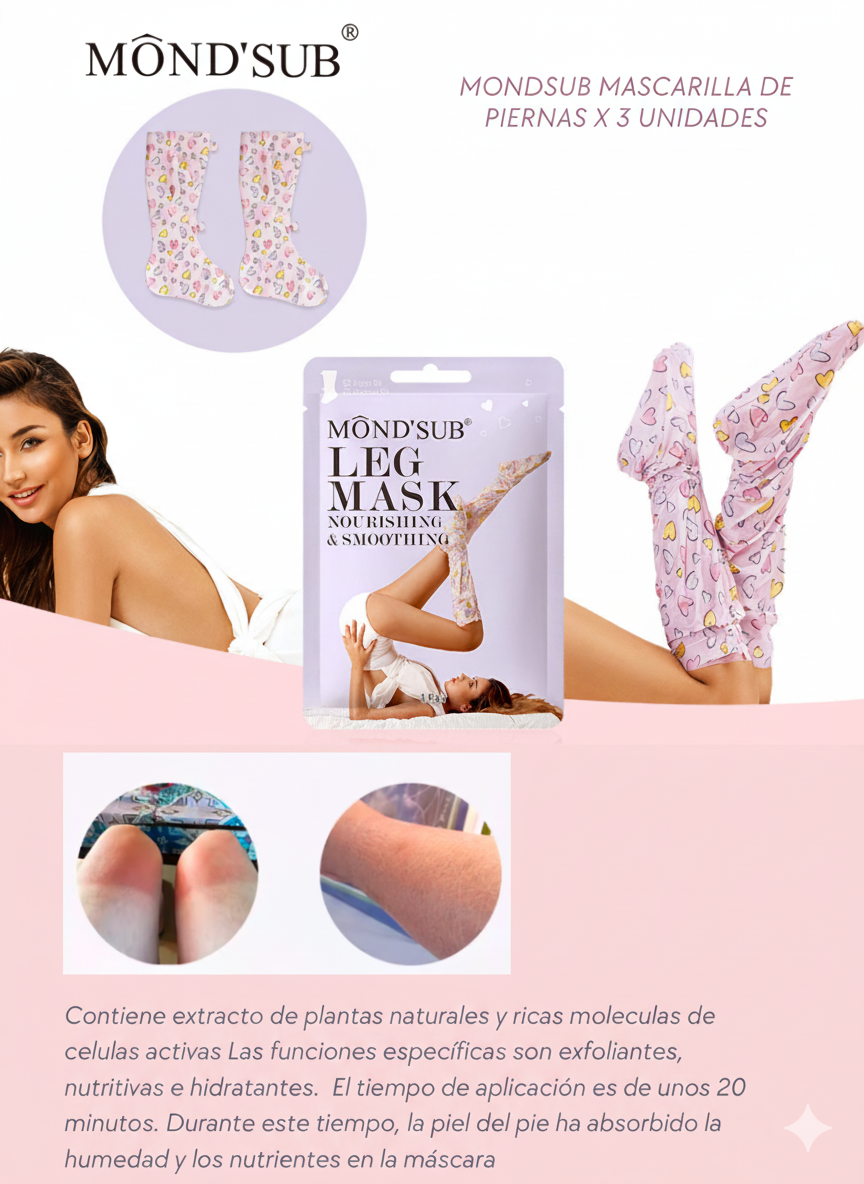 MÔND'SUB®
MONDSUB MASCARILLA DE
PIERNAS X 3 UNIDADES
MÔND'SUB®
LEG
MASK
NOURISHING
& SMOOTHING
Contiene extracto de plantas naturales y ricas moleculas de
celulas activas Las funciones específicas son exfoliantes,
nutritivas e hidratantes.  El tiempo de aplicación es de unos 20
minutos. Durante este tiempo, la piel del pie ha absorbido la
humedad y los nutrientes en la máscara